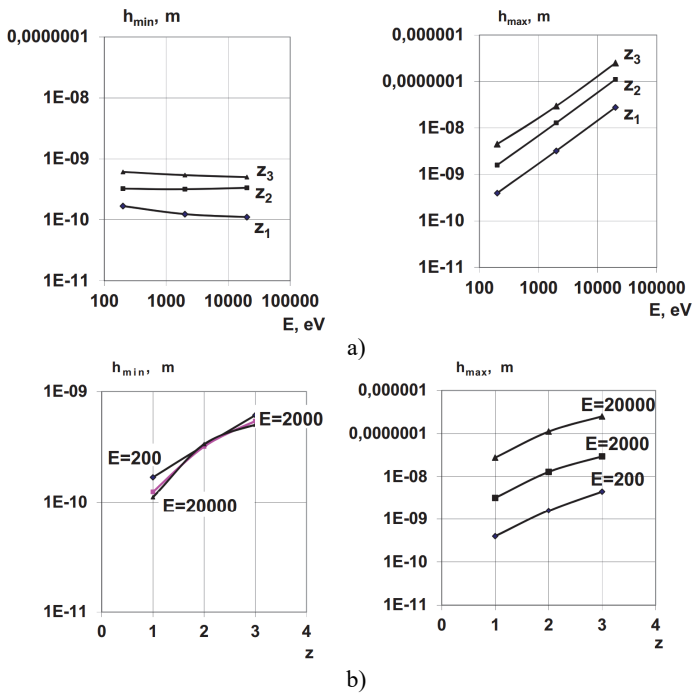 h_min, m
0,0000001
1E-08
1E-09
1E-10
1E-11
z3
z2
z1
100 1000 10000 100000
E, eV
h_max, m
0,000001
0,0000001
1E-08
1E-09
1E-10
1E-11
z3
z2
z1
100 1000 10000 100000
E, eV
a)
h_min, m
1E-09
1E-10
1E-11
E=2000
E=200
E=20000
0 1 2 3 4
z
h_max, m
0,000001
0,0000001
1E-08
1E-09
1E-10
1E-11
E=20000
E=2000
E=200
0 1 2 3 4
z
b)